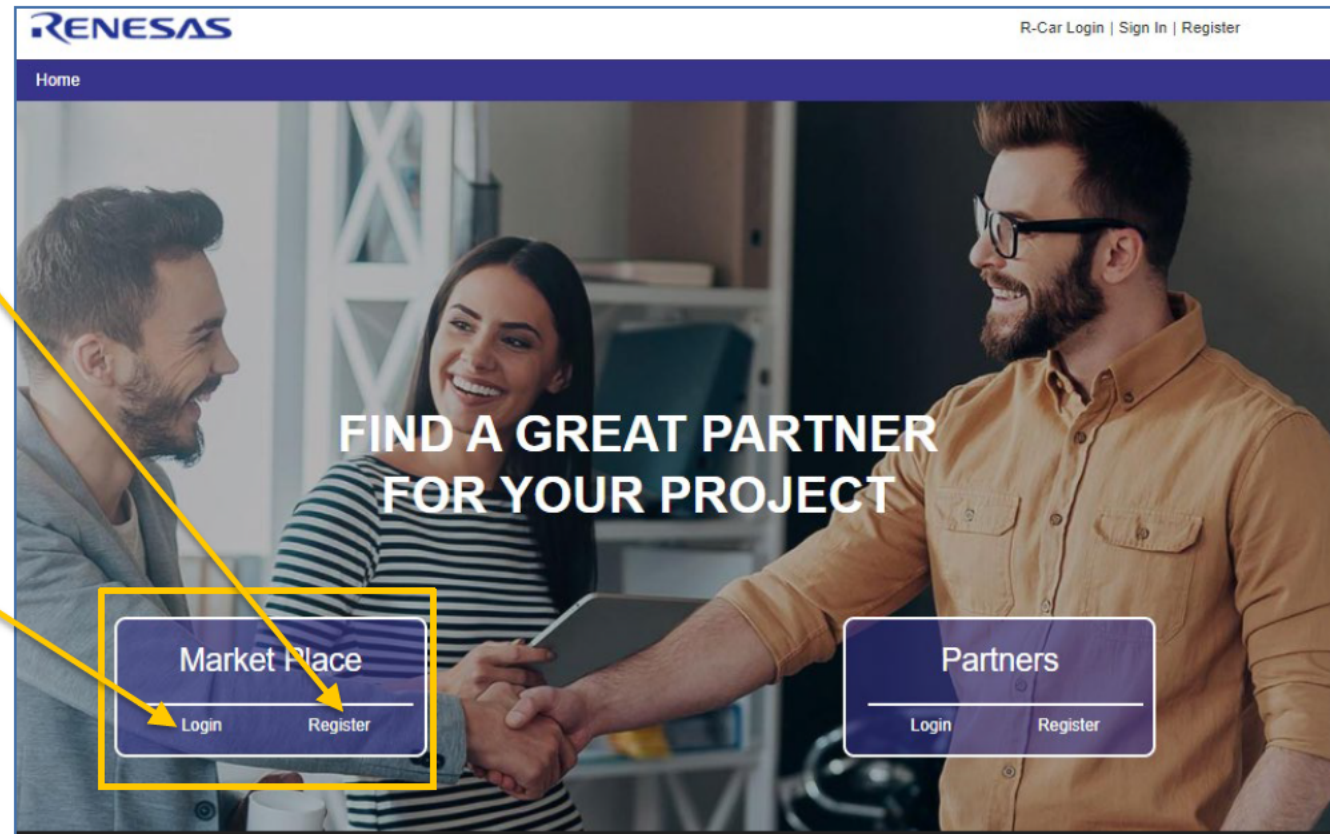 RENESAS
R-Car Login | Sign In | Register
Home
FIND A GREAT PARTNER
FOR YOUR PROJECT
Market Place
Login Register
Partners
Login Register